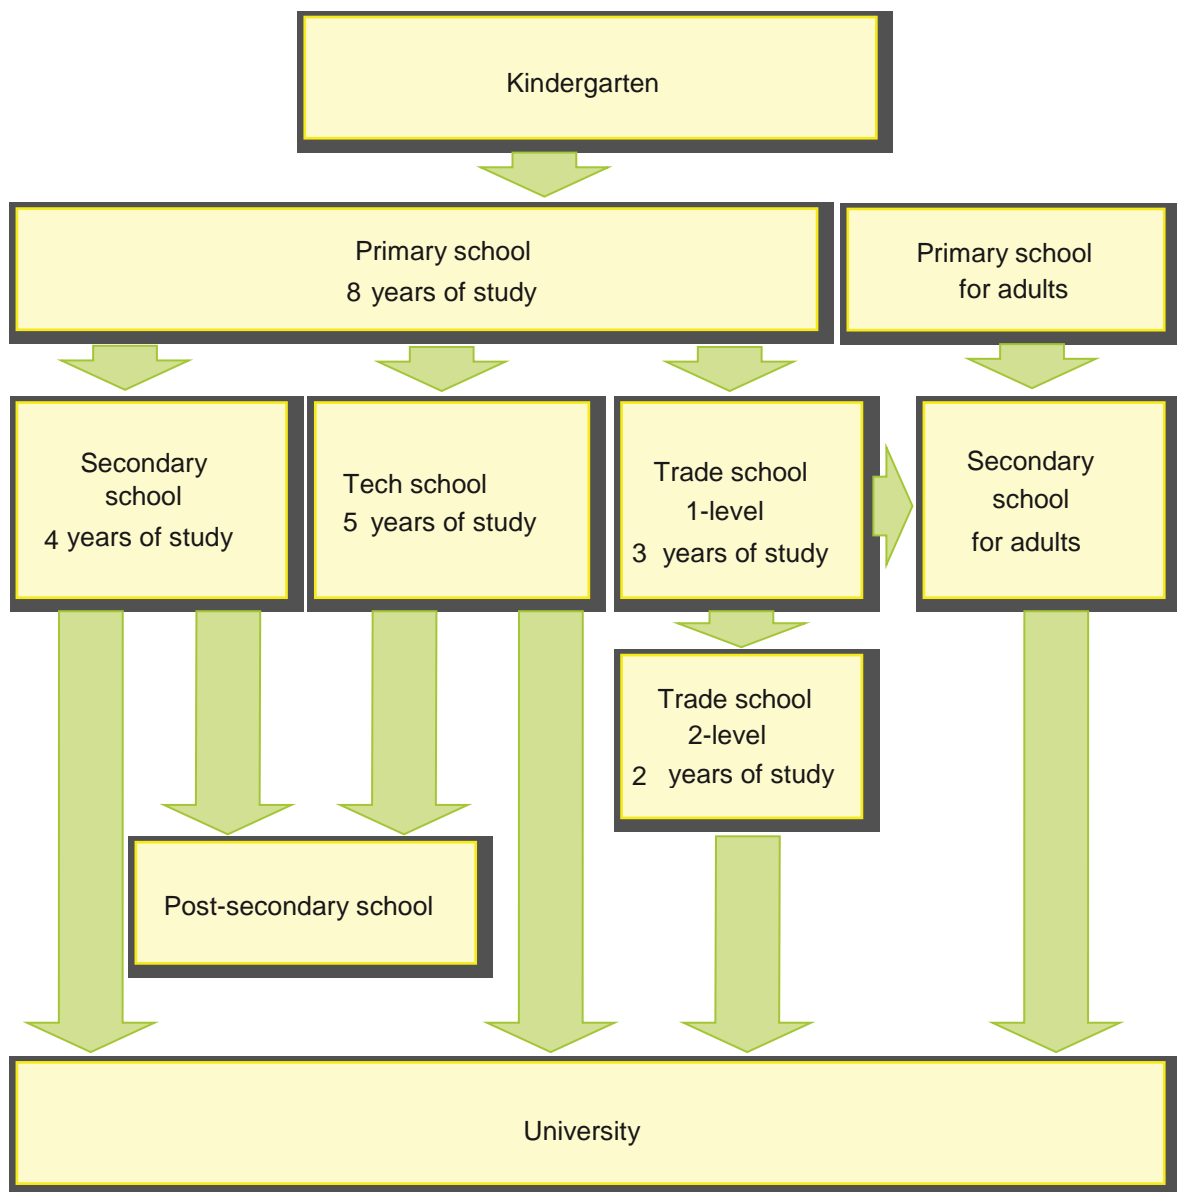 Kindergarten
Primary school
8 years of study
Primary school
for adults
Secondary
school
4 years of study
Tech school
5 years of study
Trade school
1-level
3 years of study
Secondary
school
for adults
Trade school
2-level
2 years of study
Post-secondary school
University